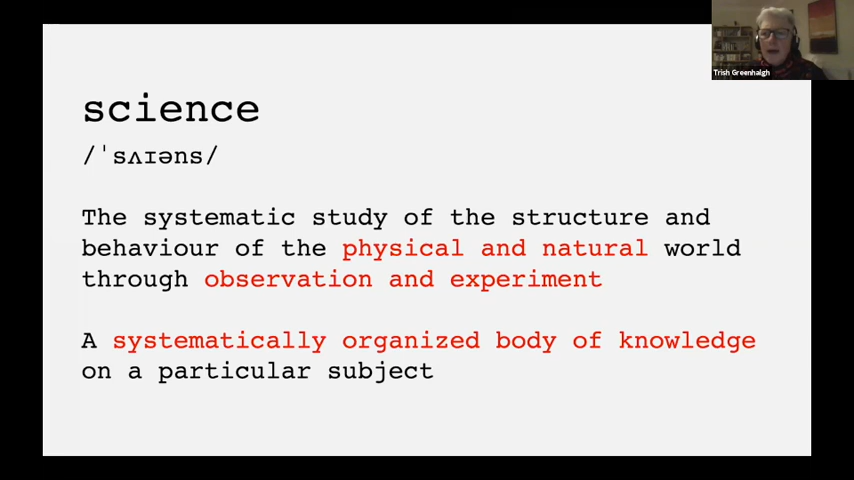 Trish Greenhalgh
science
/ˈsʌɪəns/
The systematic study of the structure and
behaviour of the physical and natural world
through observation and experiment
A systematically organized body of knowledge
on a particular subject